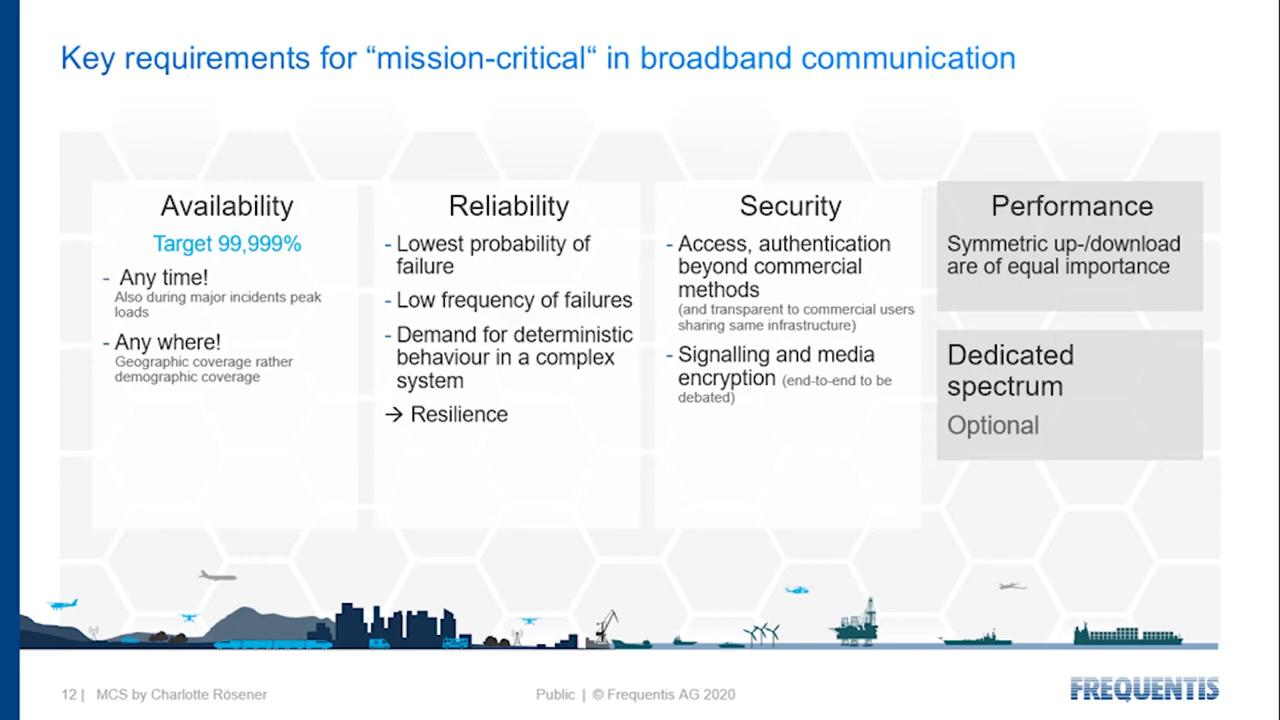 Key requirements for “mission-critical“ in broadband communication
Availability
Target 99,999%
- Any time!
Also during major incidents peak
loads
- Any where!
Geographic coverage rather
demographic coverage
Reliability
- Lowest probability of
failure
- Low frequency of failures
- Demand for deterministic
behaviour in a complex
system
→ Resilience
Security
- Access, authentication
beyond commercial
methods
(and transparent to commercial users
sharing same infrastructure)
- Signalling and media
encryption (end-to-end to be
debated)
Performance
Symmetric up-/download
are of equal importance
Dedicated
spectrum
Optional
12 | MCS by Charlotte Rösener
Public | © Frequentis AG 2020
FREQUENTIS